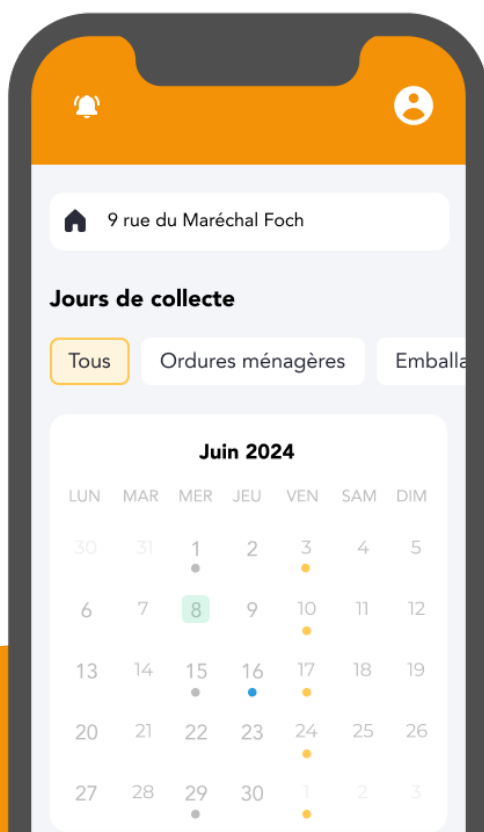 9 rue du Maréchal Foch
Jours de collecte
Tous Ordures ménagères Emballa
Juin 2024
LUN MAR MER JEU VEN SAM DIM
30 31 1 2 3 4 5
6 7 8 9 10 11 12
13 14 15 16 17 18 19
20 21 22 23 24 25 26
27 28 29 30 1 2 3